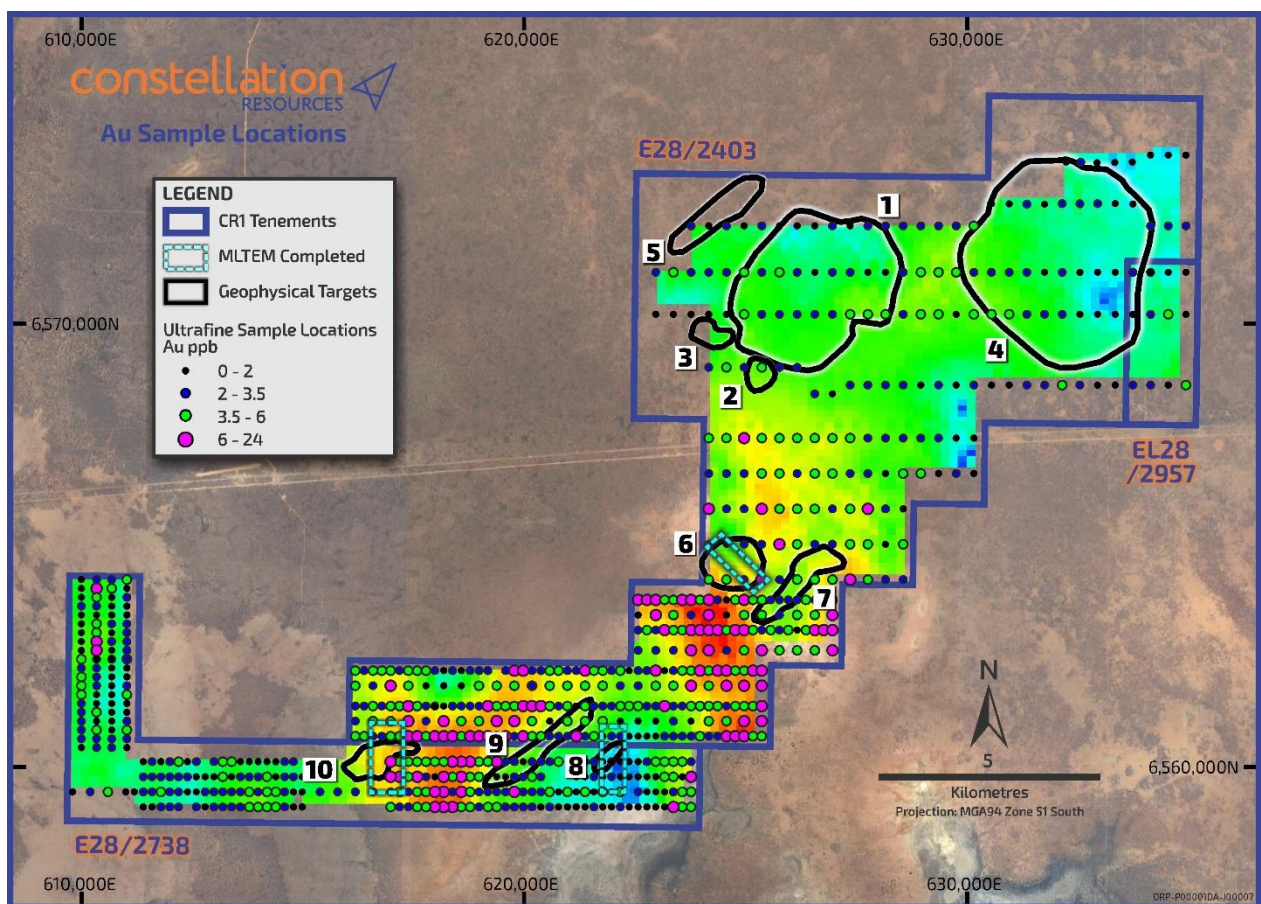 610,000E
620,000E
630,000E
constellation
RESOURCES
Au Sample Locations
E28/2403
LEGEND
CR1 Tenements
MLTEM Completed
Geophysical Targets
Ultrafine Sample Locations
Au ppb
0 - 2
2 - 3.5
3.5 - 6
6 - 24
1
5
6,570,000N
3
4
2
EL28
/2957
6
7
N
9
8
10
5
Kilometres
Projection: MGA94 Zone 51 South
6,560,000N
E28/2738
610,000E
620,000E
630,000E
ORP-P00001DA-J00007